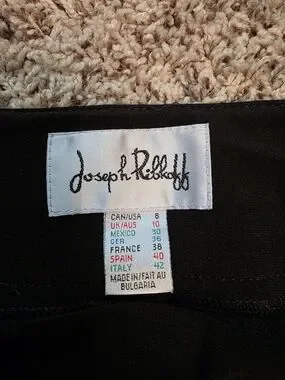 Joseph Ribkoff
CAN/USA 8
UK/AUS 10
MEXICO 30
GER 36
FRANCE 38
SPAIN 40
ITALY 42
MADE IN/FAIT AU
BULGARIA